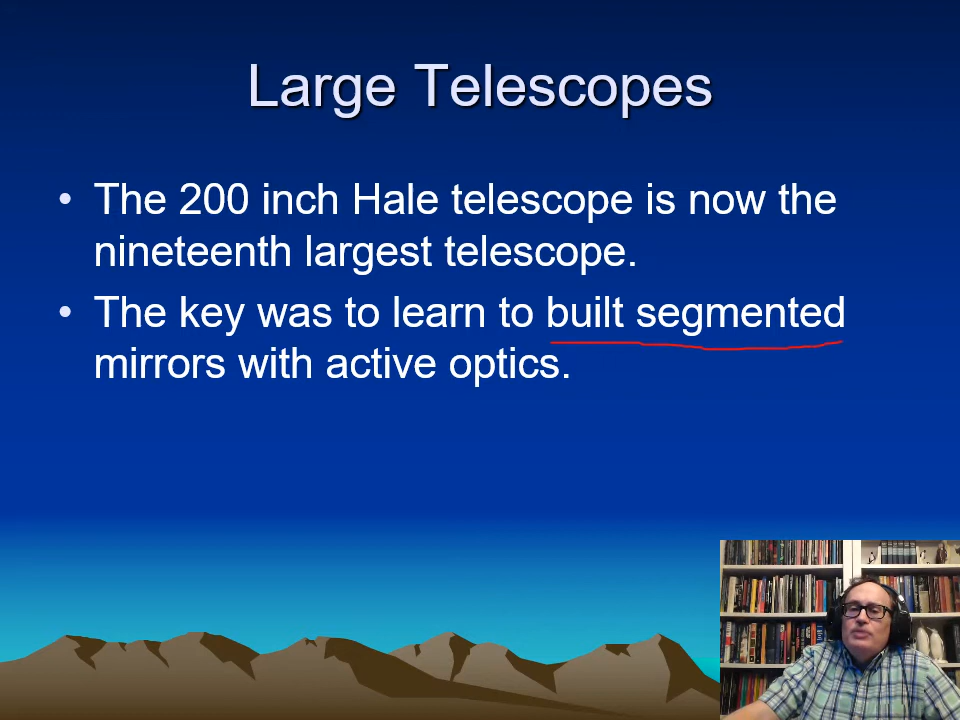 Large Telescopes
• The 200 inch Hale telescope is now the
nineteenth largest telescope.
• The key was to learn to built segmented
mirrors with active optics.